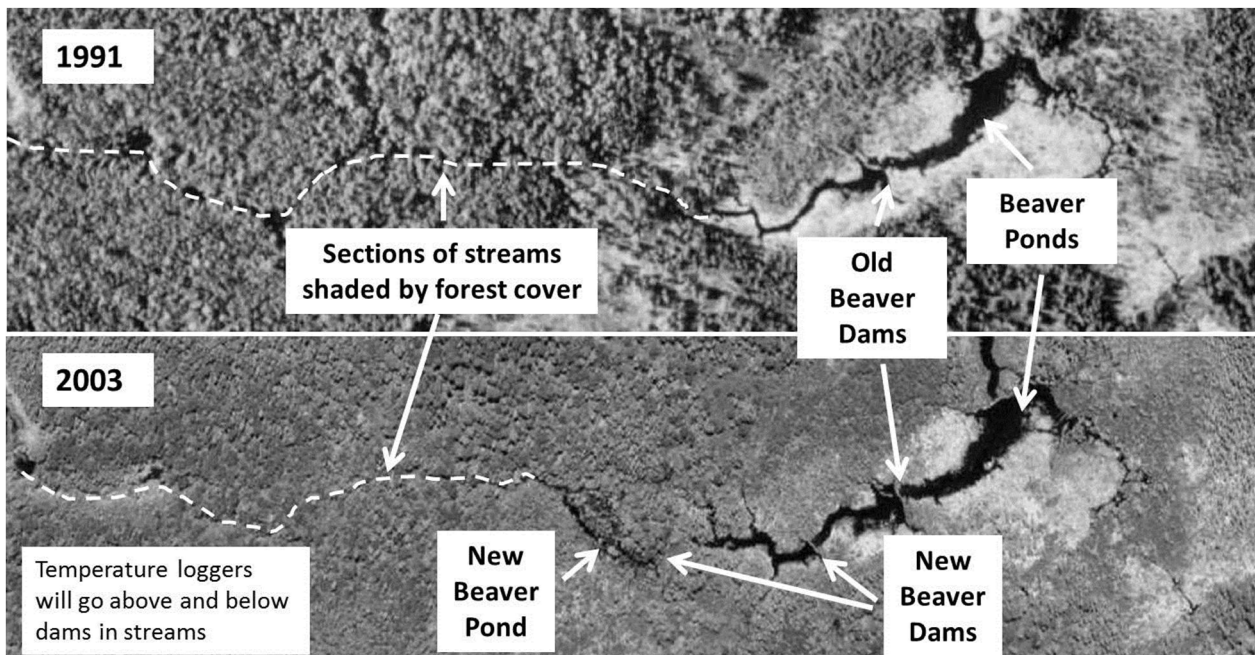 1991
Sections of streams
shaded by forest cover
Old
Beaver
Dams
Beaver
Ponds
2003
Temperature loggers
will go above and below
dams in streams
New
Beaver
Pond
New
Beaver
Dams